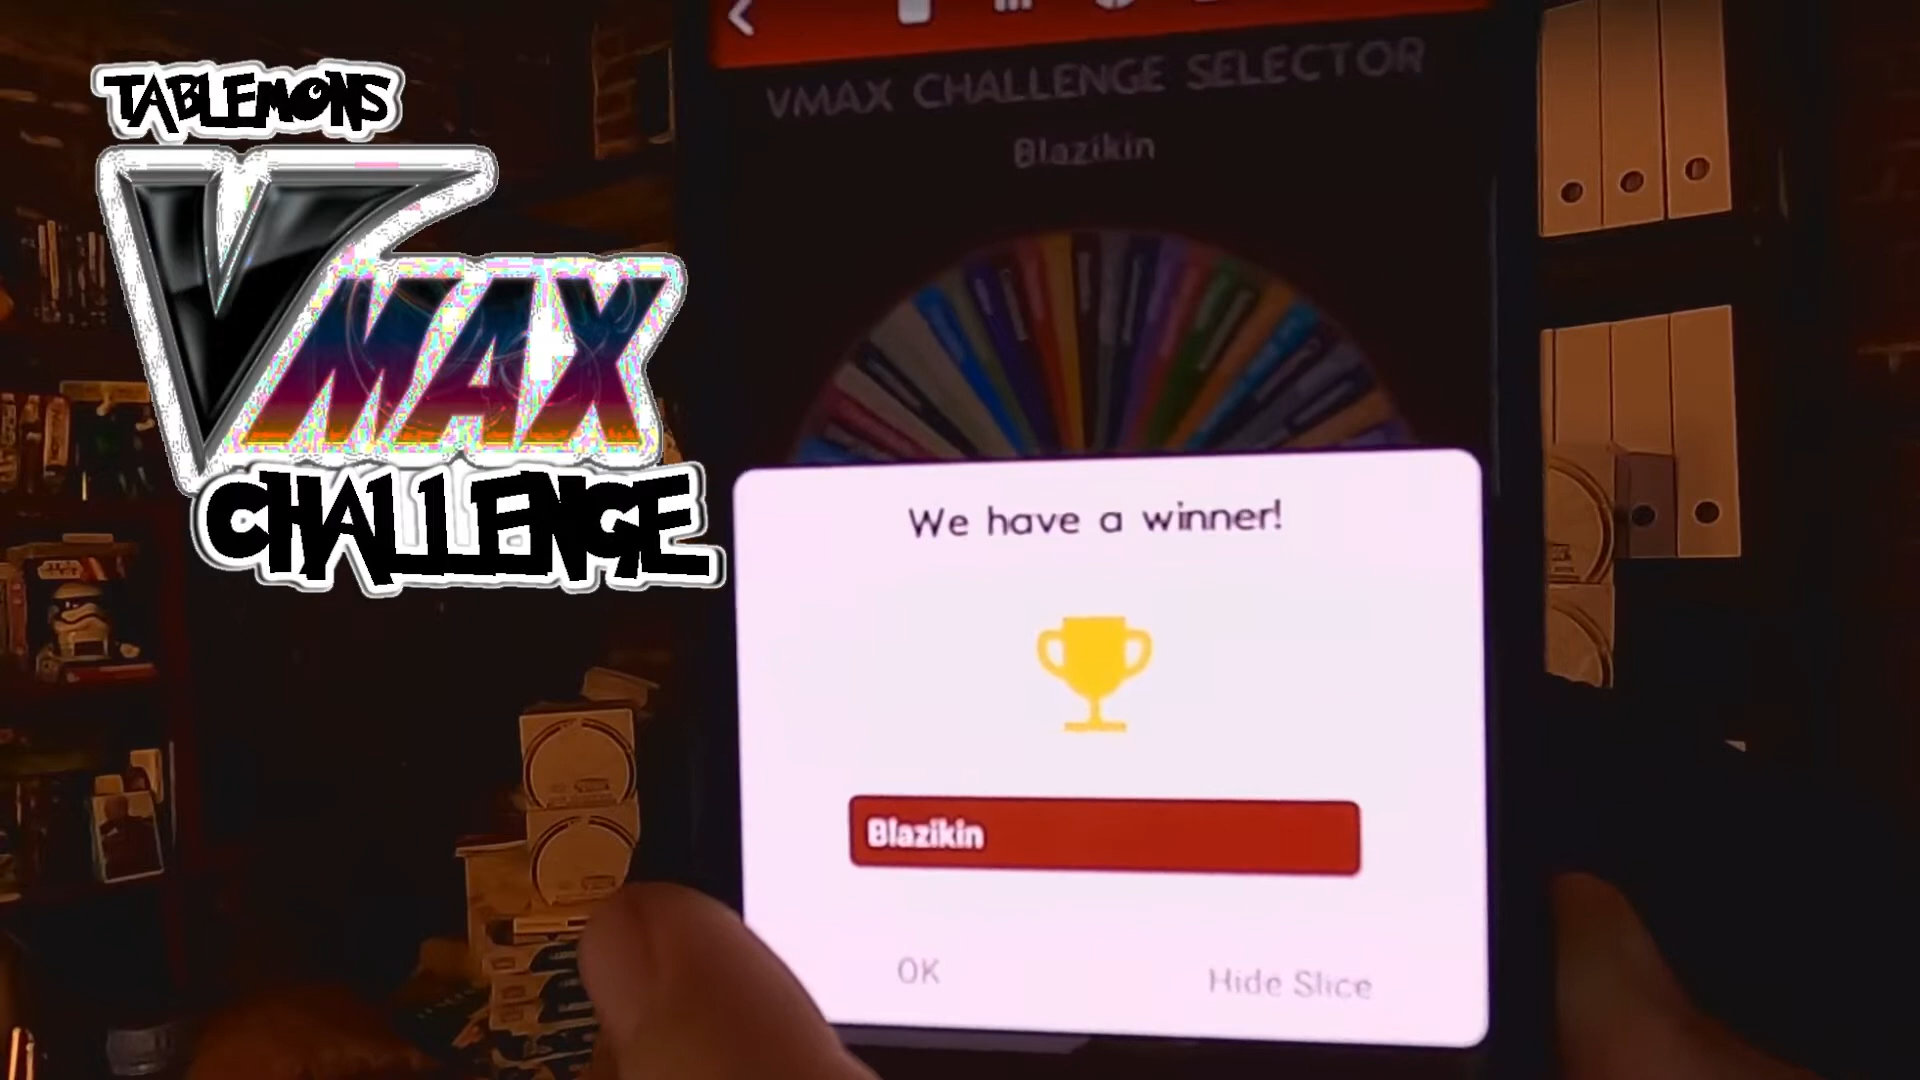 TABLEMONS
VMAX
CHALLENGE
VMAX CHALLENGE SELECTOR
Blazikin
We have a winner!
Blazikin
OK
Hide Slice